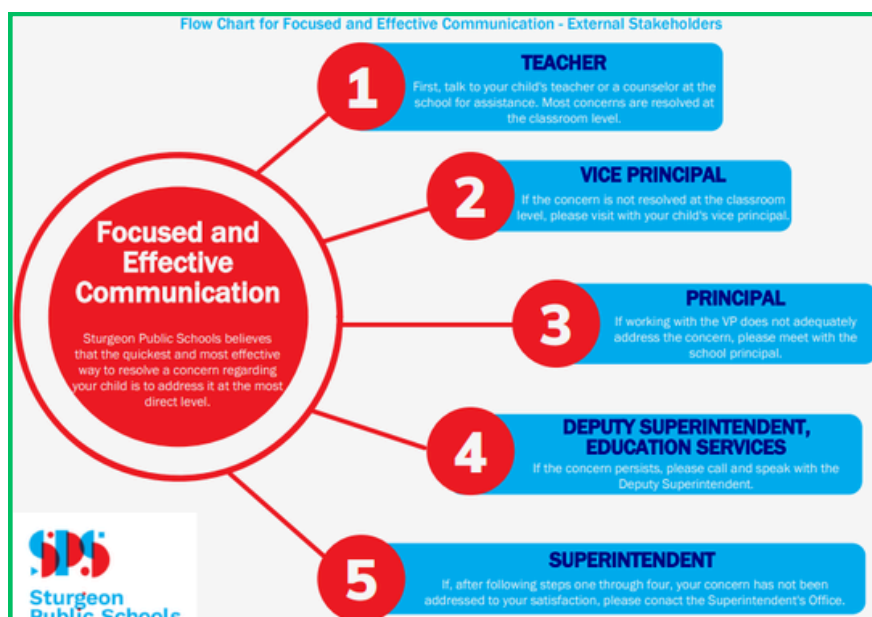 Flow Chart for Focused and Effective Communication - External Stakeholders
1
TEACHER
First, talk to your child's teacher or a counselor at the
school for assistance. Most concerns are resolved at
the classroom level.
2
VICE PRINCIPAL
If the concern is not resolved at the classroom
level, please visit with your child's vice principal.
Focused and
Effective
Communication
Sturgeon Public Schools believes
that the quickest and most effective
way to resolve a concern regarding
your child is to address it at the most
direct level.
3
PRINCIPAL
If working with the VP does not adequately
address the concern, please meet with the
school principal.
4
DEPUTY SUPERINTENDENT,
EDUCATION SERVICES
If the concern persists, please call and speak with the
Deputy Superintendent.
5
SUPERINTENDENT
If, after following steps one through four, your concern has not been
addressed to your satisfaction, please conact the Superintendent's Office.
SPS
Sturgeon
Public Schools